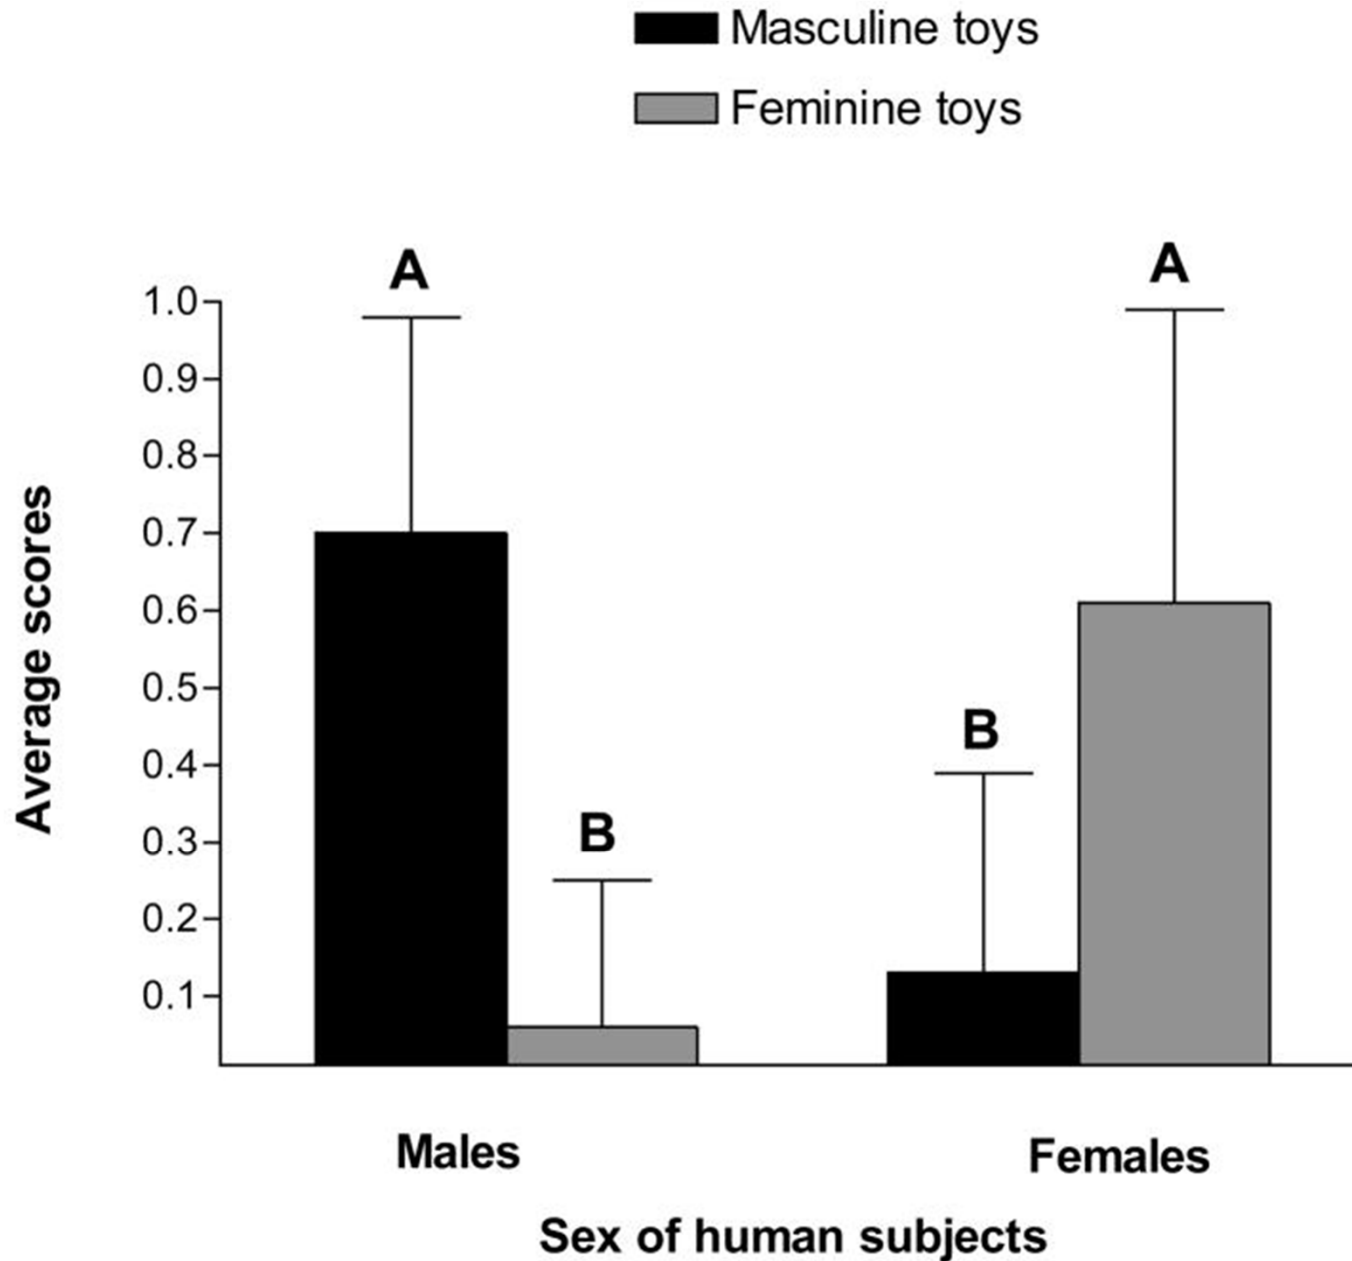 Masculine toys
Feminine toys
A
A
1.0
0.9
0.8
0.7
0.6
0.5
0.4
0.3
0.2
0.1
B
B
Average scores
Males
Females
Sex of human subjects